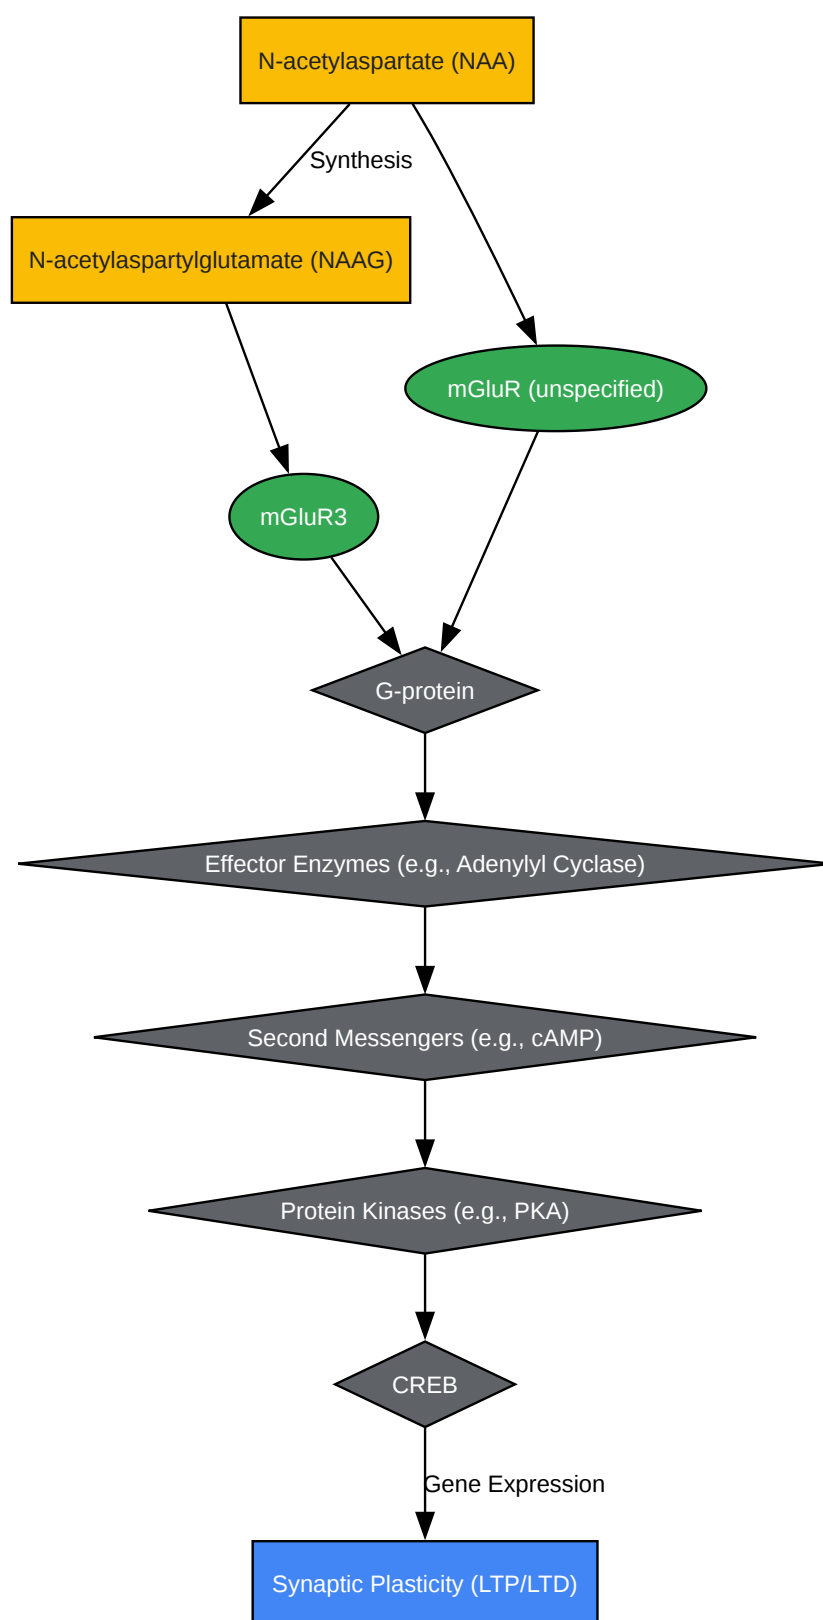 N-acetylaspartate (NAA)
Synthesis
N-acetylaspartylglutamate (NAAG)
mGluR (unspecified)
mGluR3
G-protein
Effector Enzymes (e.g., Adenylyl Cyclase)
Second Messengers (e.g., cAMP)
Protein Kinases (e.g., PKA)
CREB
Gene Expression
Synaptic Plasticity (LTP/LTD)